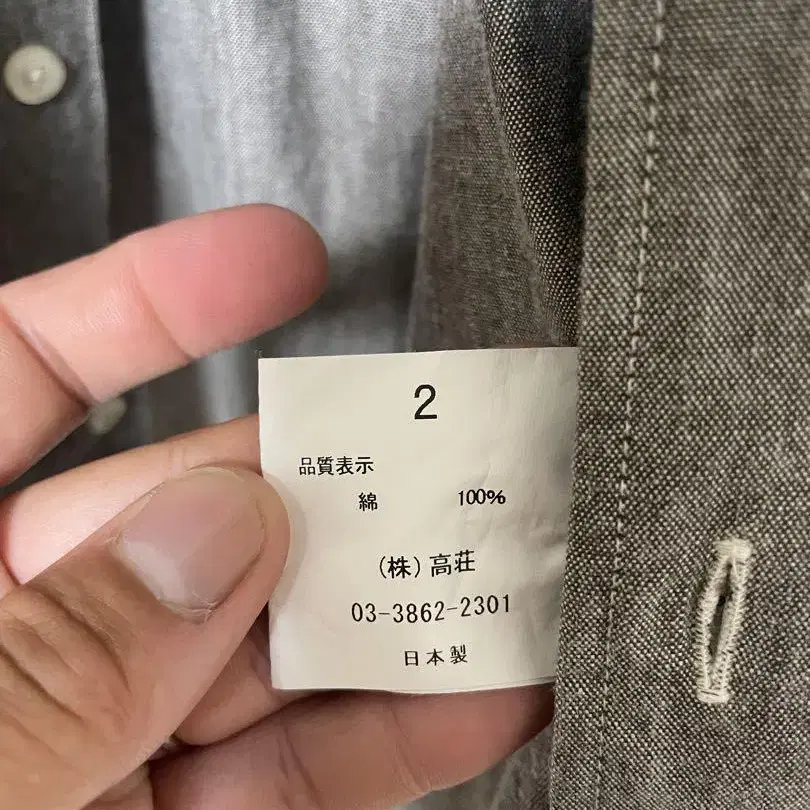 2
品質表示
綿 100%
(株)高荘
03-3862-2301
日本製